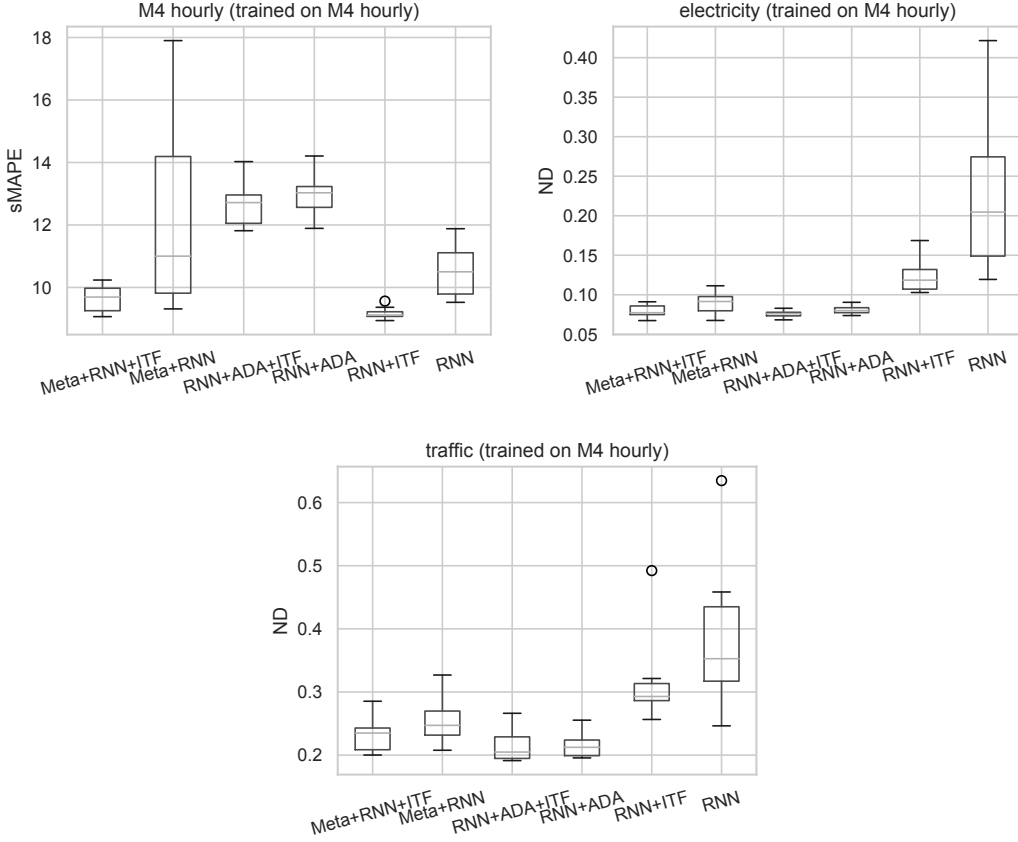 M4 hourly (trained on M4 hourly)
sMAPE
18
16
14
12
10
Meta+RNN+ITF
Meta+RNN
RNN+ADA+ITF
RNN+ADA
RNN+ITF
RNN
electricity (trained on M4 hourly)
ND
0.40
0.35
0.30
0.25
0.20
0.15
0.10
0.05
Meta+RNN+ITF
Meta+RNN
RNN+ADA+ITF
RNN+ADA
RNN+ITF
RNN
traffic (trained on M4 hourly)
ND
0.6
0.5
0.4
0.3
0.2
Meta+RNN+ITF
Meta+RNN
RNN+ADA+ITF
RNN+ADA
RNN+ITF
RNN